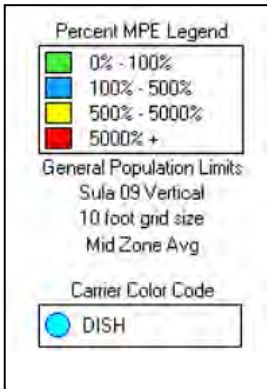 Percent MPE Legend
0% - 100%
100% - 500%
500% - 5000%
5000% +
General Population Limits
Sula 09 Vertical
10 foot grid size
Mid Zone Avg
Carrier Color Code
DISH